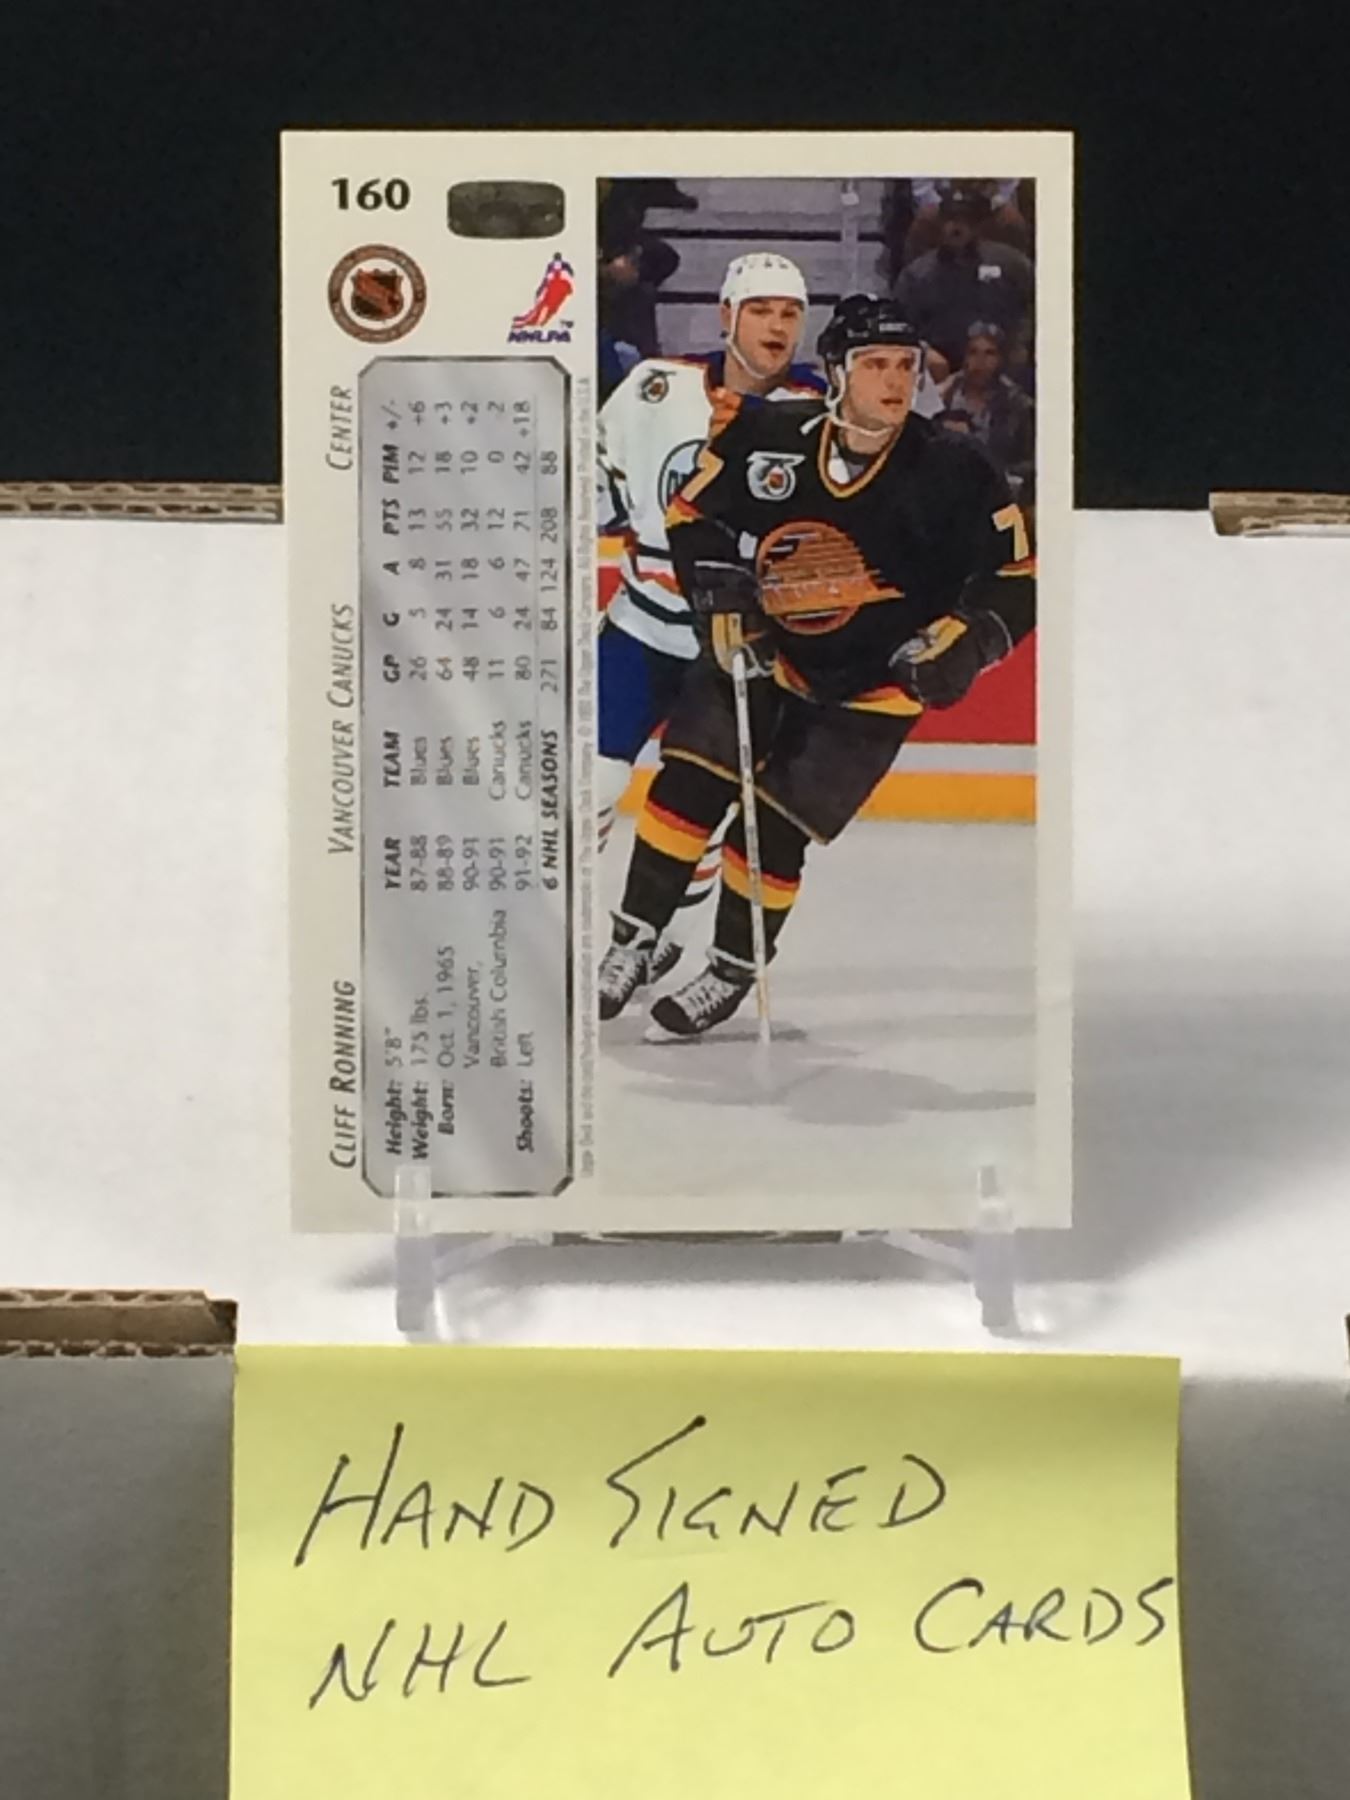 160
NHLPA
CLIFF RONNING VANCOUVER CANUCKS CENTER
Height: 5'8"
Weight: 175 lbs.
Born: Oct. 1, 1965
Vancouver,
British Columbia
Shoots: Left
YEAR TEAM GP G A PTS PIM +/-
87-88 Blues 26 5 8 13 12 +6
88-89 Blues 64 24 31 55 18 +3
90-91 Blues 48 14 18 32 10 +2
90-91 Canucks 11 6 6 12 0 -2
91-92 Canucks 80 24 47 71 42 +18
6 NHL SEASONS 271 84 124 208 88
7
7
HAND SIGNED
NHL AUTO CARDS